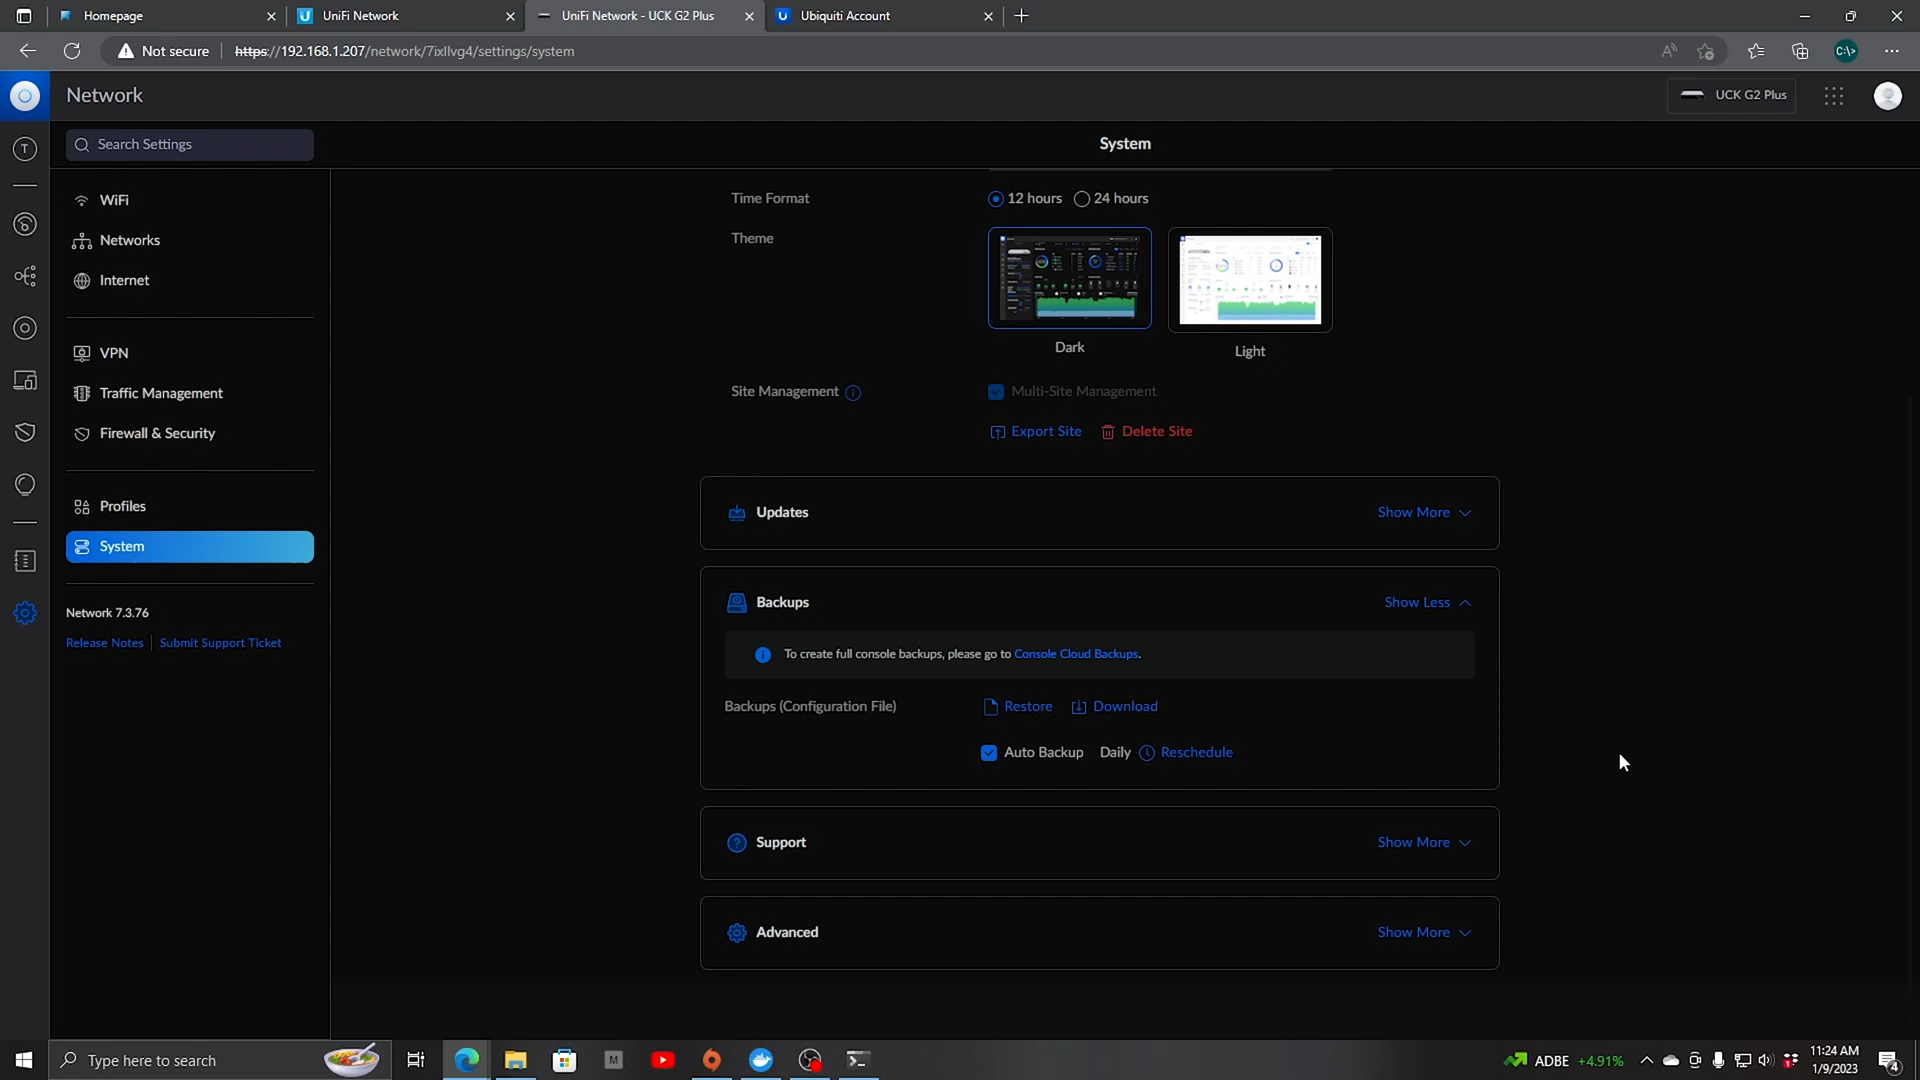 Homepage
UniFi Network
UniFi Network - UCK G2 Plus
Ubiquiti Account
Not secure
https://192.168.1.207/network/7ixllvg4/settings/system
Network
UCK G2 Plus
Search Settings
System
WiFi
Networks
Internet
VPN
Traffic Management
Firewall & Security
Profiles
System
Network 7.3.76
Release Notes
Submit Support Ticket
Time Format
12 hours
24 hours
Theme
Dark
Light
Site Management
Multi-Site Management
Export Site
Delete Site
Updates
Show More
Backups
Show Less
To create full console backups, please go to Console Cloud Backups.
Backups (Configuration File)
Restore
Download
Auto Backup
Daily
Reschedule
Support
Show More
Advanced
Show More
Type here to search
ADBE +4.91%
11:24 AM
1/9/2023
4